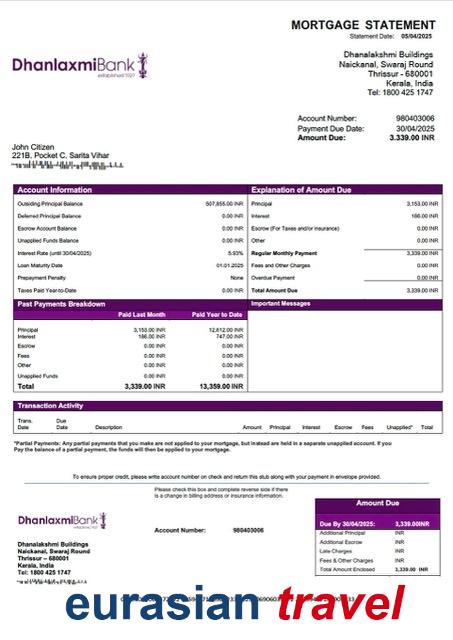 MORTGAGE STATEMENT
Statement Date: 05/04/2025
DhanlaxmiBank
established 1927
Dhanalakshmi Buildings
Naickanal, Swaraj Round
Thrissur - 680001
Kerala, India
Tel: 1800 425 1747
Account Number: 980403006
Payment Due Date: 30/04/2025
Amount Due: 3.339.00 INR
John Citizen
221B, Pocket C, Sarita Vihar
Account Information
Outsiding Principal Balance 507,855.00 INR
Deferred Principal Balance 0.00 INR
Escrow Account Balance 0.00 INR
Unapplied Funds Balance 0.00 INR
Interest Rate (until 30/04/2025) 5.93%
Loan Maturity Date 01.01.2025
Prepayment Penalty None
Taxes Paid Year-to-Date 0.00 INR
Explanation of Amount Due
Principal 3,153.00 INR
Interest 186.00 INR
Escrow (For Taxes and/or insurance) 0.00 INR
Other 0.00 INR
Regular Monthly Payment 3,339.00 INR
Fees and Other Charges 0.00 INR
Overdue Payment 0.00 INR
Total Amount Due 3,339.00 INR
Past Payments Breakdown
Paid Last Month Paid Year to Date
Principal 3,153.00 INR 12,612.00 INR
Interest 186.00 INR 747.00 INR
Escrow 0.00 INR 0.00 INR
Fees 0.00 INR 0.00 INR
Other 0.00 INR 0.00 INR
Unapplied Funds 0.00 INR 0.00 INR
Total 3,339.00 INR 13,359.00 INR
Important Messages
Transaction Activity
Trans. Date Due Date Description Amount Principal Interest Escrow Fees Unapplied* Total
*Partial Payments: Any partial payments that you make are not applied to your mortgage, but instead are held in a separate unapplied account. If you
Pay the balance of a partial payment, the funds will then be applied to your mortgage.
To ensure proper credit, please write account number on check and return this stub along with your payment in envelope provided.
Please check this box and complete reverse side if there
is a change in billing address or insurance information.
DhanlaxmiBank
Account Number: 980403006
Dhanalakshmi Buildings
Naickanal, Swaraj Round
Thrissur – 680001
Kerala, India
Tel: 1800 425 1747
Amount Due
Due By 30/04/2025: 3,339.00INR
Additional Principal INR
Additional Escrow INR
Late Charges INR
Fees & Other Charges INR
Total Amount Enclosed 3,339.00 INR
eurasian travel